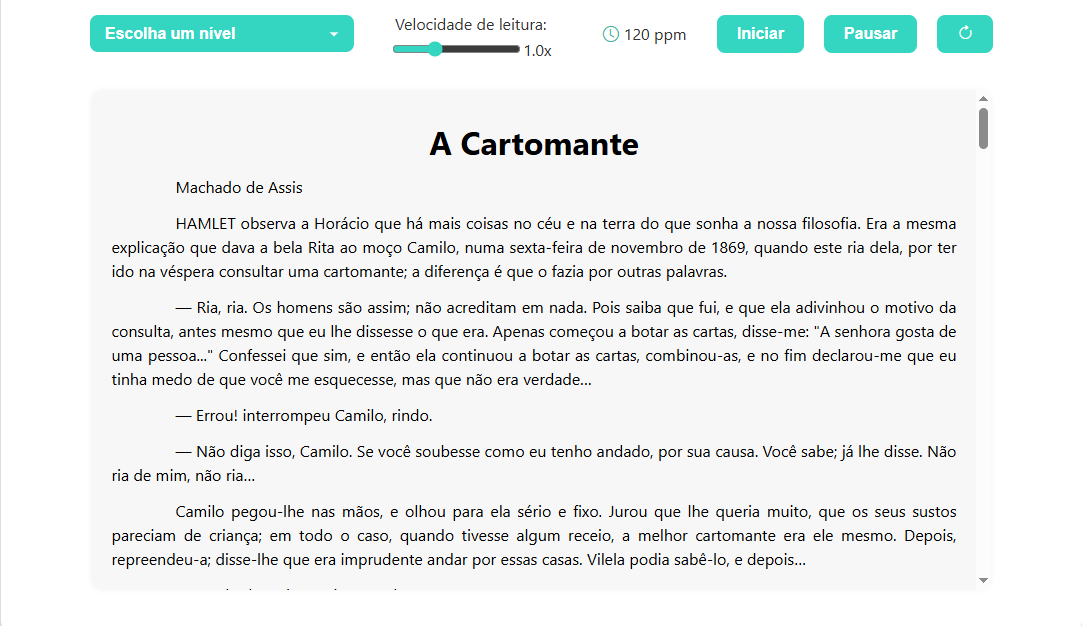 Escolha um nível
Velocidade de leitura:
1.0x
120 ppm
Iniciar
Pausar
A Cartomante
Machado de Assis
HAMLET observa a Horácio que há mais coisas no céu e na terra do que sonha a nossa filosofia. Era a mesma
explicação que dava a bela Rita ao moço Camilo, numa sexta-feira de novembro de 1869, quando este ria dela, por ter
ido na véspera consultar uma cartomante; a diferença é que o fazia por outras palavras.
— Ria, ria. Os homens são assim; não acreditam em nada. Pois saiba que fui, e que ela adivinhou o motivo da
consulta, antes mesmo que eu lhe dissesse o que era. Apenas começou a botar as cartas, disse-me: "A senhora gosta de
uma pessoa..." Confessei que sim, e então ela continuou a botar as cartas, combinou-as, e no fim declarou-me que eu
tinha medo de que você me esquecesse, mas que não era verdade...
— Errou! interrompeu Camilo, rindo.
— Não diga isso, Camilo. Se você soubesse como eu tenho andado, por sua causa. Você sabe; já lhe disse. Não
ria de mim, não ria...
Camilo pegou-lhe nas mãos, e olhou para ela sério e fixo. Jurou que lhe queria muito, que os seus sustos
pareciam de criança; em todo o caso, quando tivesse algum receio, a melhor cartomante era ele mesmo. Depois,
repreendeu-a; disse-lhe que era imprudente andar por essas casas. Vilela podia sabê-lo, e depois...